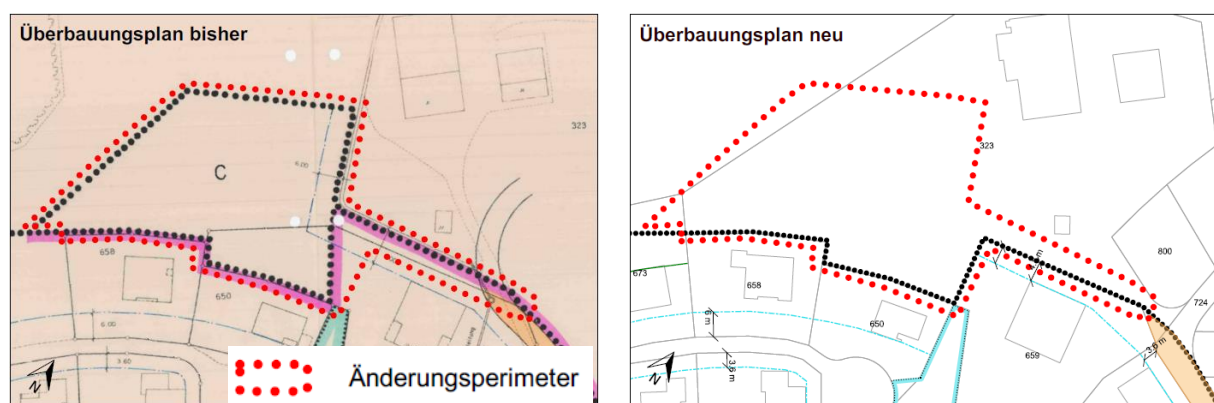 Überbauungsplan bisher
323
C
6.00
658
650
6.00
3.60
N
Änderungsperimeter
Überbauungsplan neu
323
800
673
658
724
6 m
650
659
3.6 m
3.6 m
N